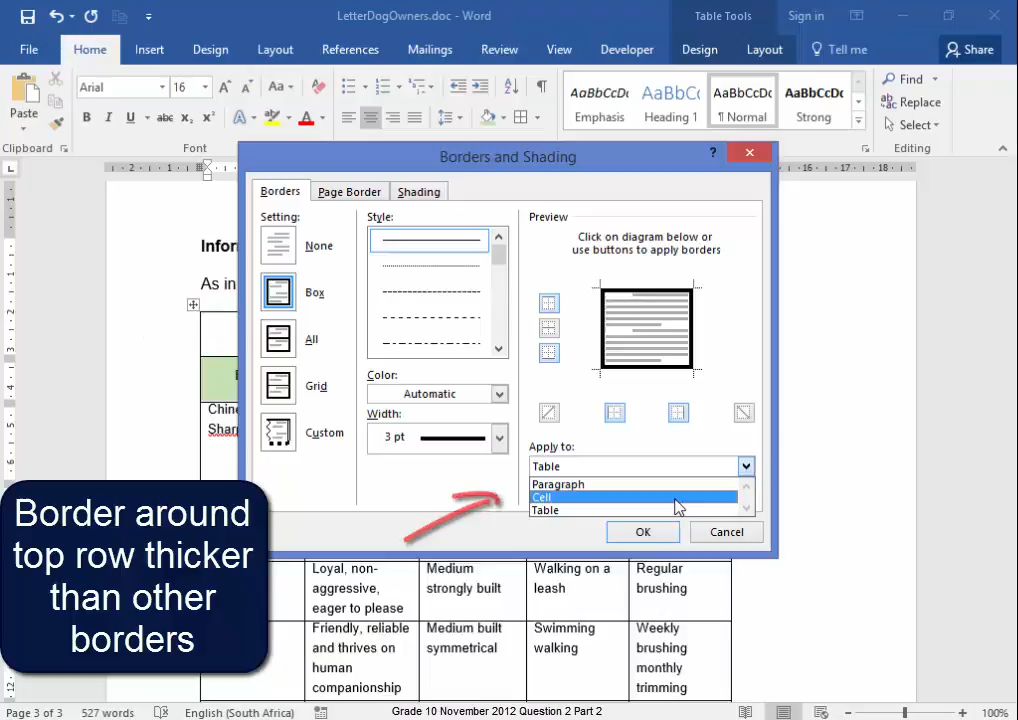 LetterDogOwners.doc - Word
Table Tools
Sign in
File Home Insert Design Layout References Mailings Review View Developer Design Layout Tell me Share
Arial 16 Aa
AaBbCcDc AaBbCc AaBbCcDc AaBbCcDc
Find
Replace
Select
Paste
B I U abc X₂ X²
Emphasis Heading 1 ¶ Normal Strong
Clipboard Font Editing
Borders and Shading
Borders Page Border Shading
Setting:
None
Box
All
Grid
Custom
Style:
Color:
Automatic
Width:
3 pt
Preview
Click on diagram below or
use buttons to apply borders
Apply to:
Table
Paragraph
Cell
Table
OK Cancel
As in
Sharp
Border around
top row thicker
than other
borders
Loyal, non-
aggressive,
eager to please
Medium
strongly built
Walking on a
leash
Regular
brushing
Friendly, reliable
and thrives on
human
companionship
Medium built
symmetrical
Swimming
walking
Weekly
brushing
monthly
trimming
Page 3 of 3 527 words English (South Africa) Grade 10 November 2012 Question 2 Part 2 100%